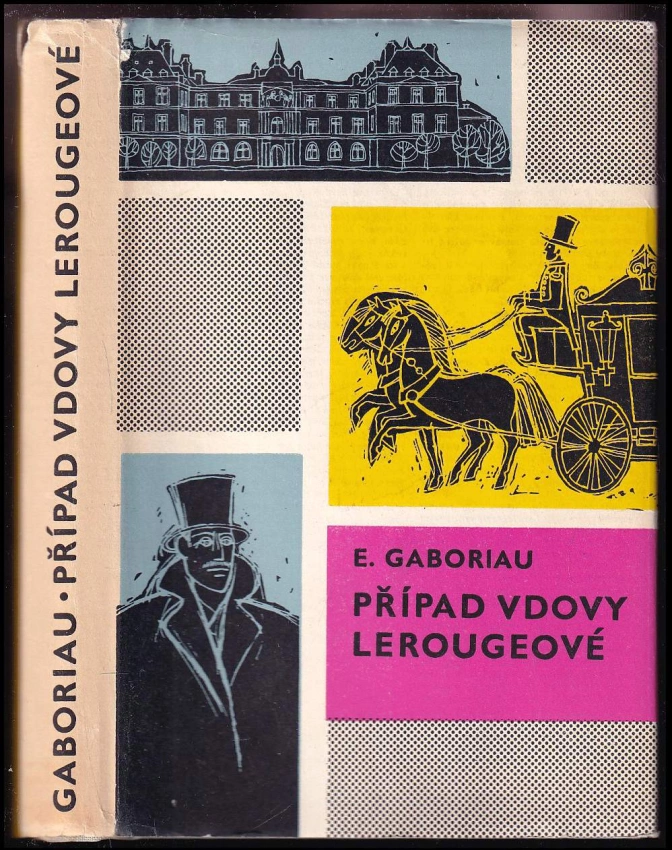 GABORIAU • PŘÍPAD VDOVY LEROUGEOVÉ
E. GABORIAU
PŘÍPAD VDOVY
LEROUGEOVÉ